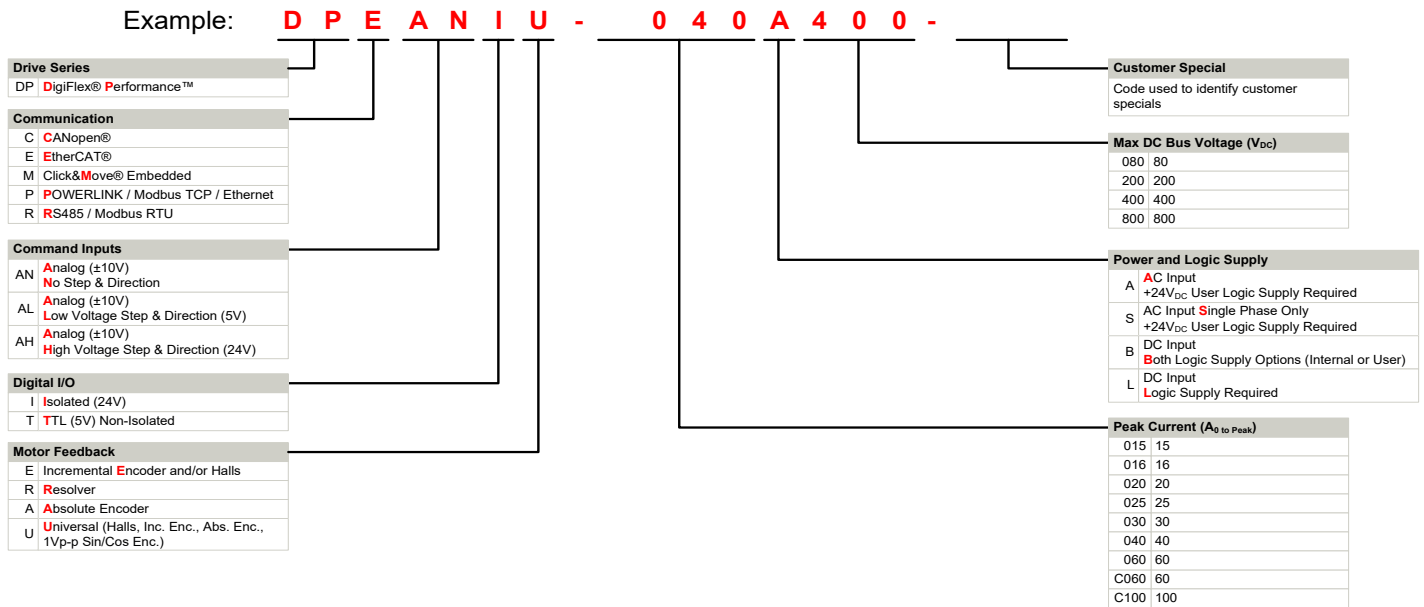 Example: D P E A N I U - 0 4 0 A 4 0 0 -
Drive Series
DP DigiFlex® Performance™
Communication
C CANopen®
E EtherCAT®
M Click&Move® Embedded
P POWERLINK / Modbus TCP / Ethernet
R RS485 / Modbus RTU
Command Inputs
AN Analog (±10V)
No Step & Direction
AL Analog (±10V)
Low Voltage Step & Direction (5V)
AH Analog (±10V)
High Voltage Step & Direction (24V)
Digital I/O
I Isolated (24V)
T TTL (5V) Non-Isolated
Motor Feedback
E Incremental Encoder and/or Halls
R Resolver
A Absolute Encoder
U Universal (Halls, Inc. Enc., Abs. Enc.,
1Vp-p Sin/Cos Enc.)
Customer Special
Code used to identify customer
specials
Max DC Bus Voltage (VDC)
080 80
200 200
400 400
800 800
Power and Logic Supply
A AC Input
+24VDC User Logic Supply Required
S AC Input Single Phase Only
+24VDC User Logic Supply Required
B DC Input
Both Logic Supply Options (Internal or User)
L DC Input
Logic Supply Required
Peak Current (A0 to Peak)
015 15
016 16
020 20
025 25
030 30
040 40
060 60
C060 60
C100 100